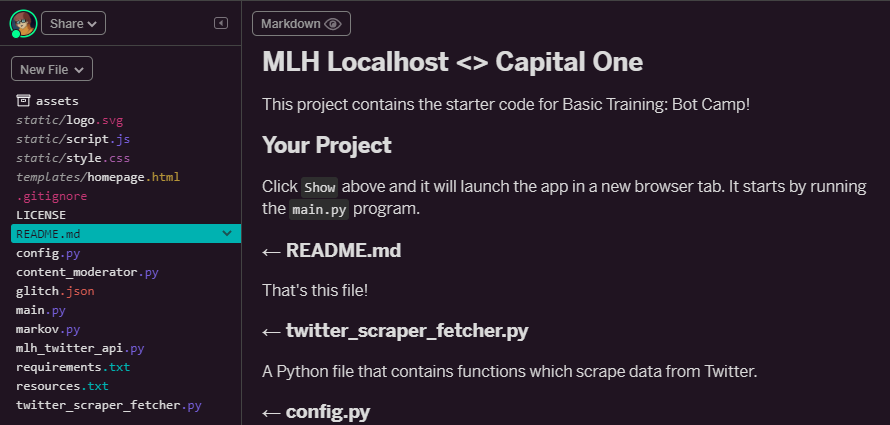 Share
New File
assets
static/logo.svg
static/script.js
static/style.css
templates/homepage.html
.gitignore
LICENSE
README.md
config.py
content_moderator.py
glitch.json
main.py
markov.py
mlh_twitter_api.py
requirements.txt
resources.txt
twitter_scraper_fetcher.py
Markdown
MLH Localhost <> Capital One
This project contains the starter code for Basic Training: Bot Camp!
Your Project
Click Show above and it will launch the app in a new browser tab. It starts by running
the main.py program.
← README.md
That's this file!
← twitter_scraper_fetcher.py
A Python file that contains functions which scrape data from Twitter.
← config.py